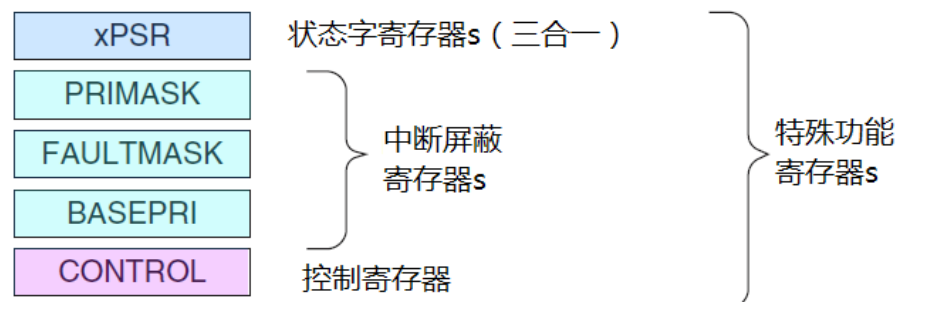 xPSR 状态字寄存器s（三合一）
PRIMASK
FAULTMASK
BASEPRI
中断屏蔽
寄存器s
CONTROL 控制寄存器
特殊功能
寄存器s